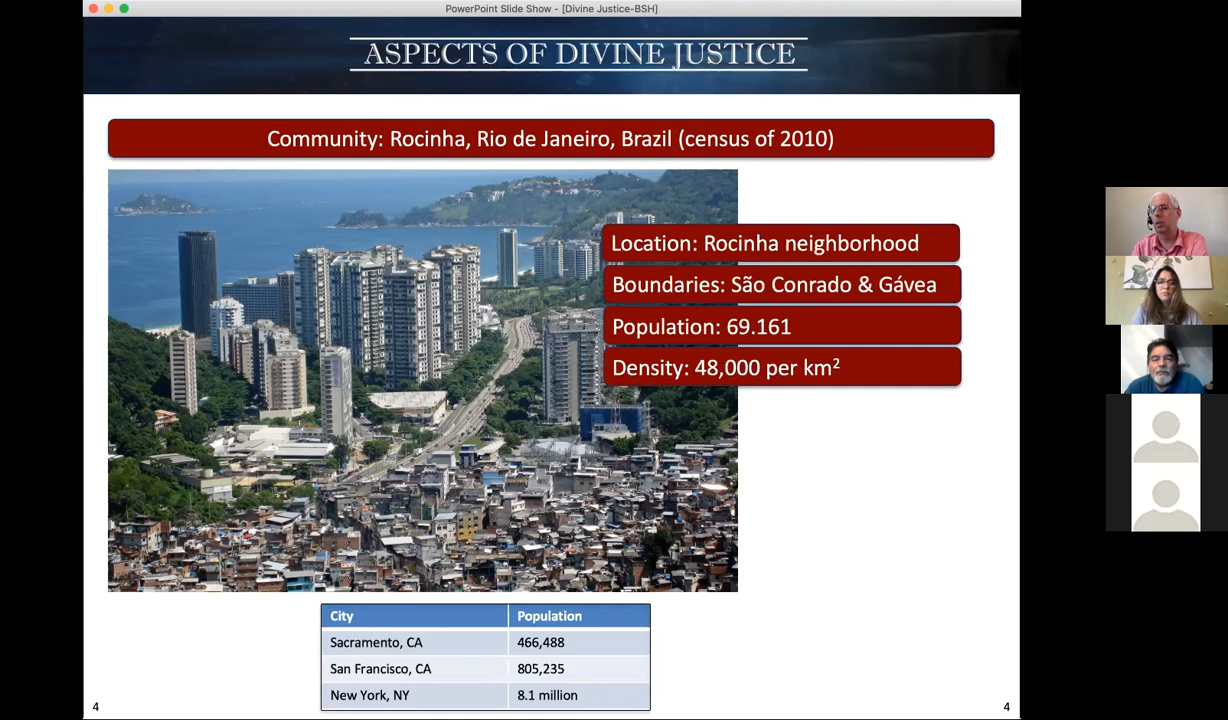 PowerPoint Slide Show - [Divine Justice-BSH]
ASPECTS OF DIVINE JUSTICE
Community: Rocinha, Rio de Janeiro, Brazil (census of 2010)
Location: Rocinha neighborhood
Boundaries: São Conrado & Gávea
Population: 69.161
Density: 48,000 per km²
City Population
Sacramento, CA 466,488
San Francisco, CA 805,235
New York, NY 8.1 million
4 4